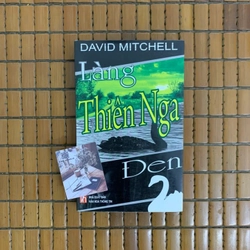 DAVID MITCHELL
Làng
Thiên Nga
Đen